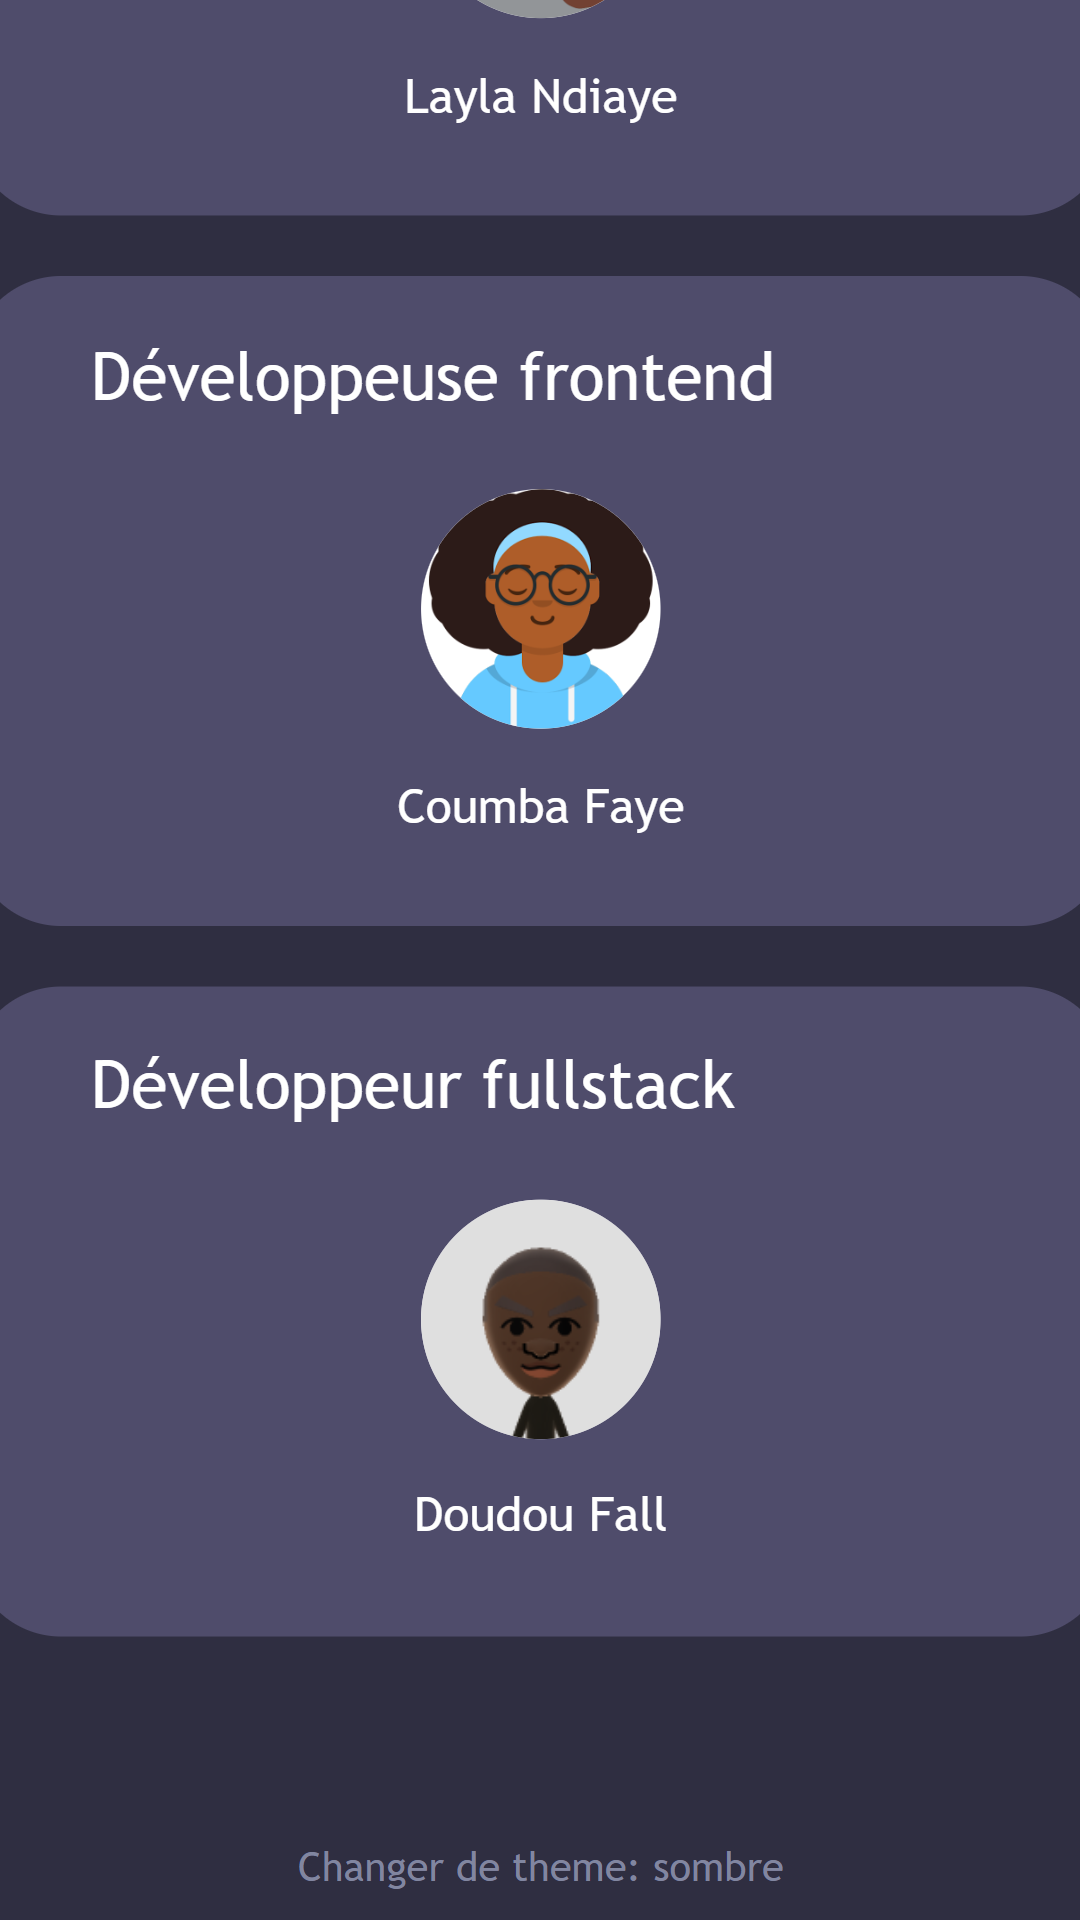 Layla Ndiaye
Développeuse frontend
Coumba Faye
Développeur fullstack
Doudou Fall
Changer de theme: sombre